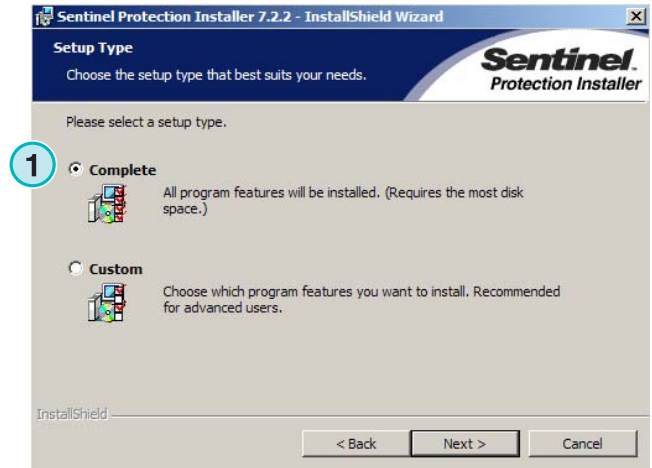 Sentinel Protection Installer 7.2.2 - InstallShield Wizard
Setup Type
Choose the setup type that best suits your needs.
Sentinel.
Protection Installer
Please select a setup type.
1
Complete
All program features will be installed. (Requires the most disk
space.)
Custom
Choose which program features you want to install. Recommended
for advanced users.
InstallShield
< Back
Next >
Cancel